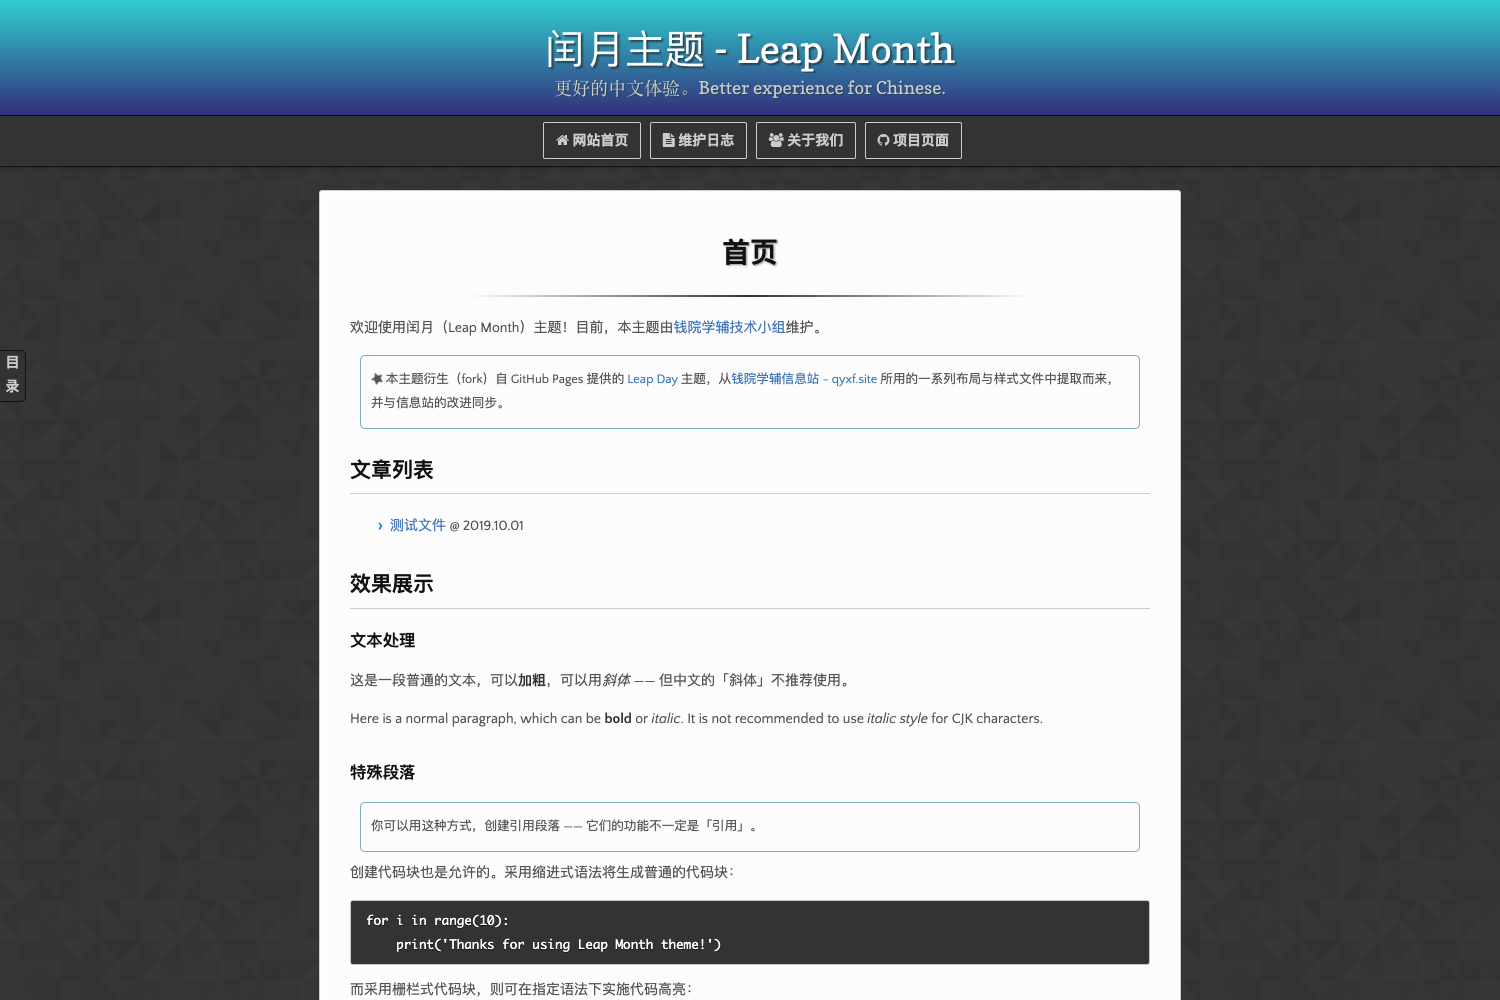 闰月主题 - Leap Month
更好的中文体验。Better experience for Chinese.
网站首页 维护日志 关于我们 项目页面
目
录
首页
欢迎使用闰月（Leap Month）主题！目前，本主题由钱院学辅技术小组维护。
本主题衍生（fork）自 GitHub Pages 提供的 Leap Day 主题，从钱院学辅信息站 - qyxf.site 所用的一系列布局与样式文件中提取而来，
并与信息站的改进同步。
文章列表
› 测试文件 @ 2019.10.01
效果展示
文本处理
这是一段普通的文本，可以加粗，可以用斜体 —— 但中文的「斜体」不推荐使用。
Here is a normal paragraph, which can be bold or italic. It is not recommended to use italic style for CJK characters.
特殊段落
你可以用这种方式，创建引用段落 —— 它们的功能不一定是「引用」。
创建代码块也是允许的。采用缩进式语法将生成普通的代码块：
for i in range(10):
    print('Thanks for using Leap Month theme!')
而采用栅栏式代码块，则可在指定语法下实施代码高亮：